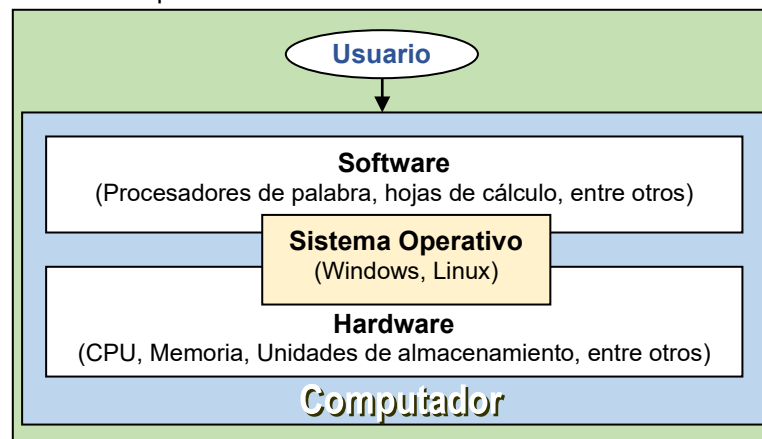 Usuario
Software
(Procesadores de palabra, hojas de cálculo, entre otros)
Sistema Operativo
(Windows, Linux)
Hardware
(CPU, Memoria, Unidades de almacenamiento, entre otros)
Computador